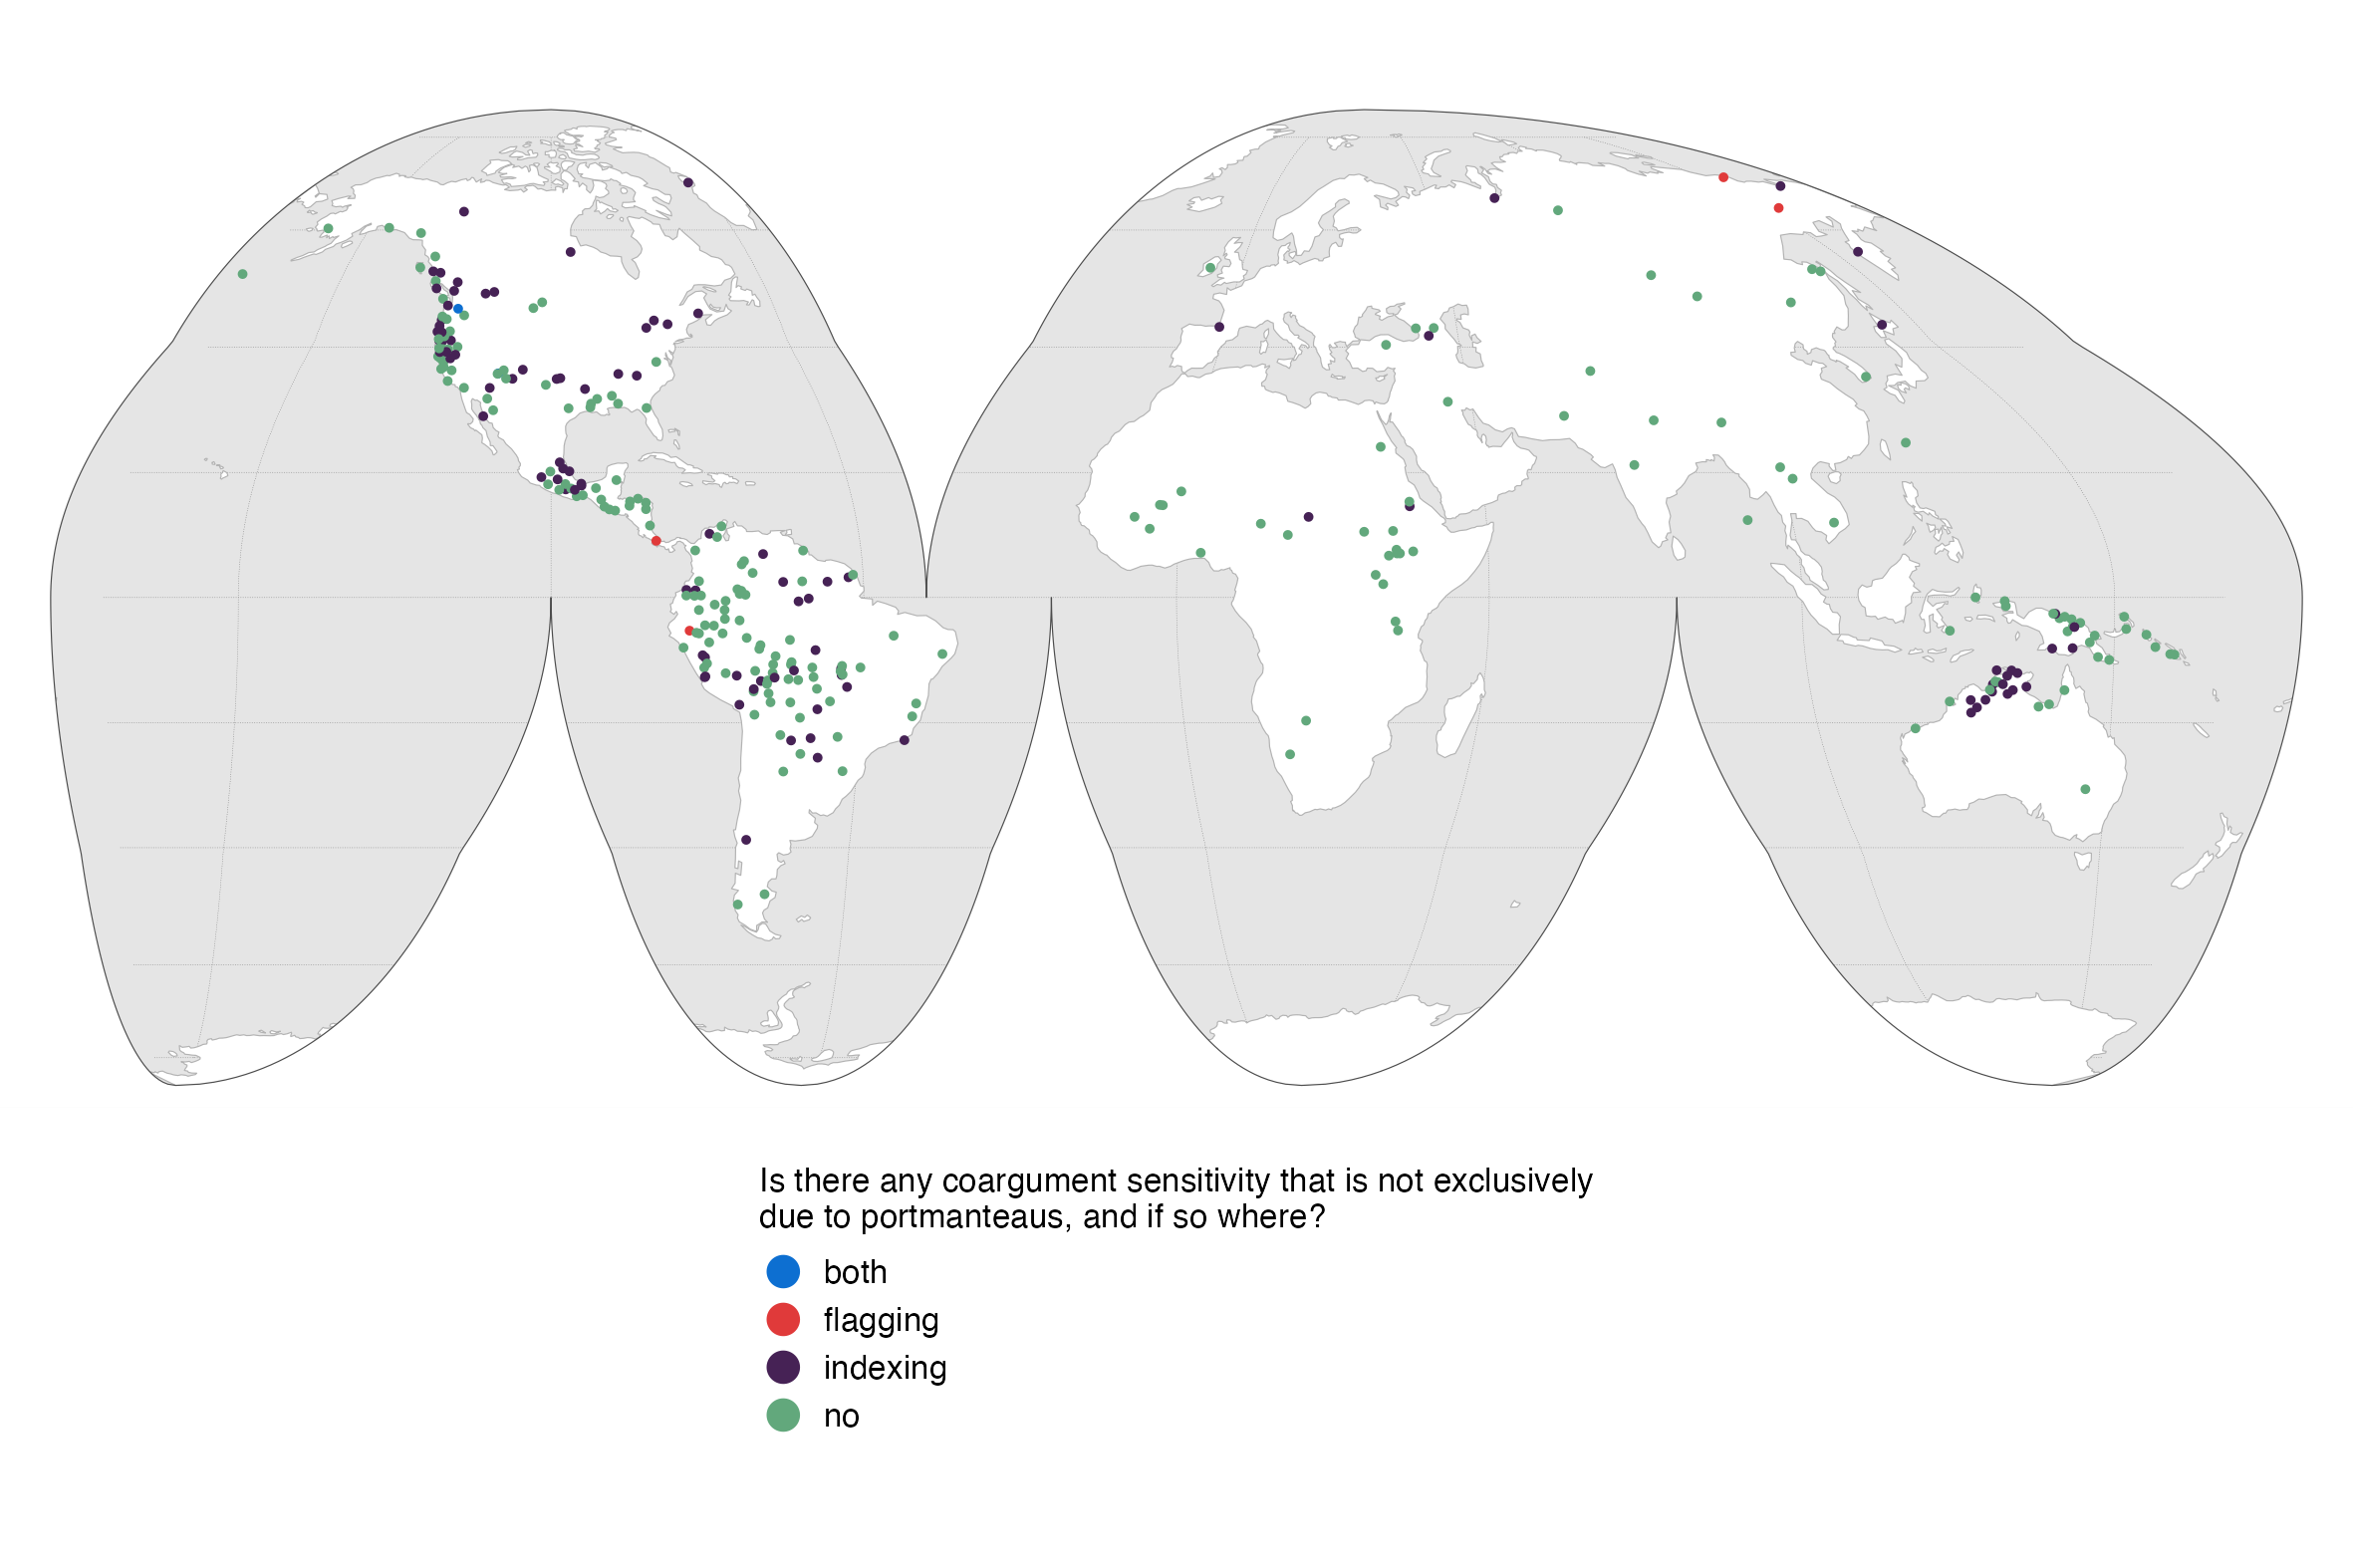 Is there any coargument sensitivity that is not exclusively
due to portmanteaus, and if so where?
both
flagging
indexing
no